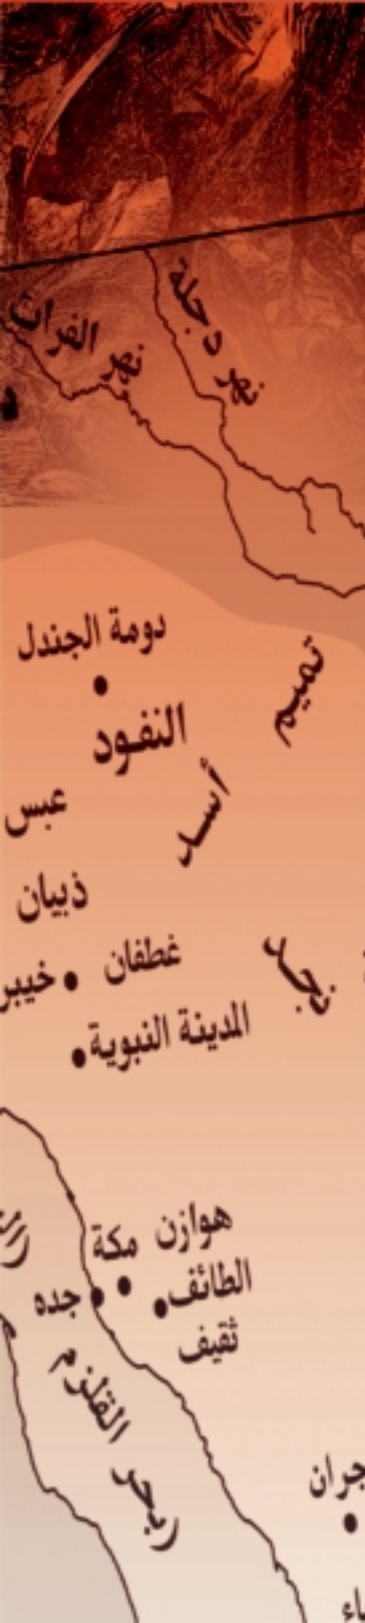 نهر دجلة
نهر الفرات
دومة الجندل
النفود
تميم
أسد
عبس
ذبيان
غطفان
خيبر
نجد
المدينة النبوية
هوازن
مكة
الطائف
جده
ثقيف
(بحر القلزم
جران